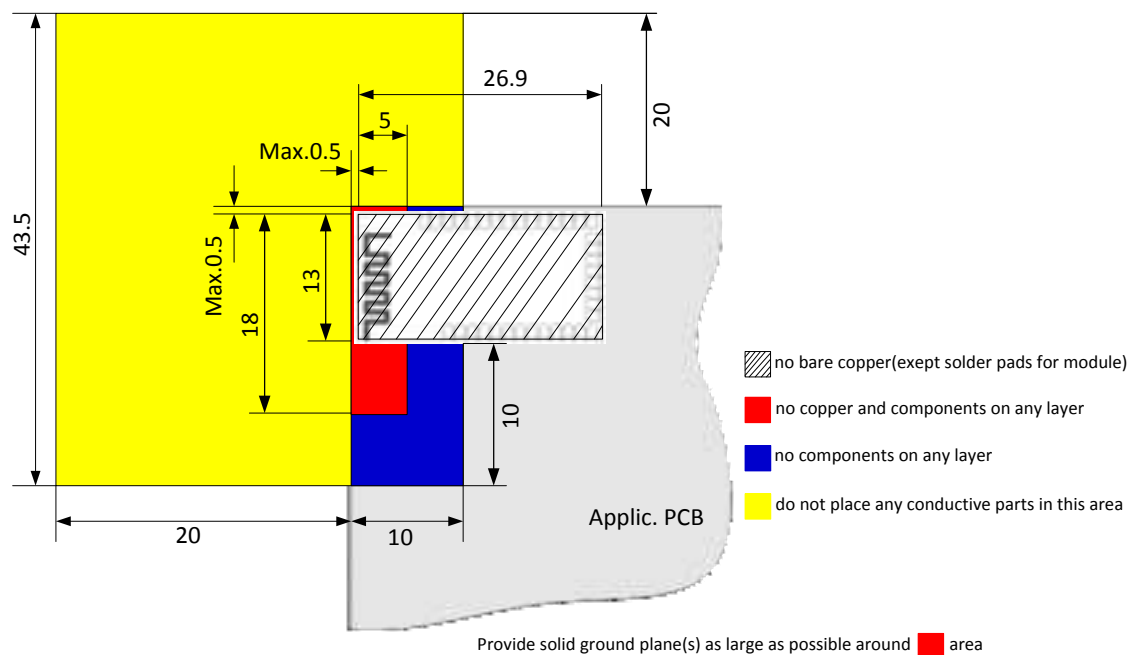 26.9
20
5
Max.0.5
43.5
Max.0.5
13
18
10
no bare copper(exept solder pads for module)
no copper and components on any layer
no components on any layer
do not place any conductive parts in this area
Applic. PCB
20
10
Provide solid ground plane(s) as large as possible around area